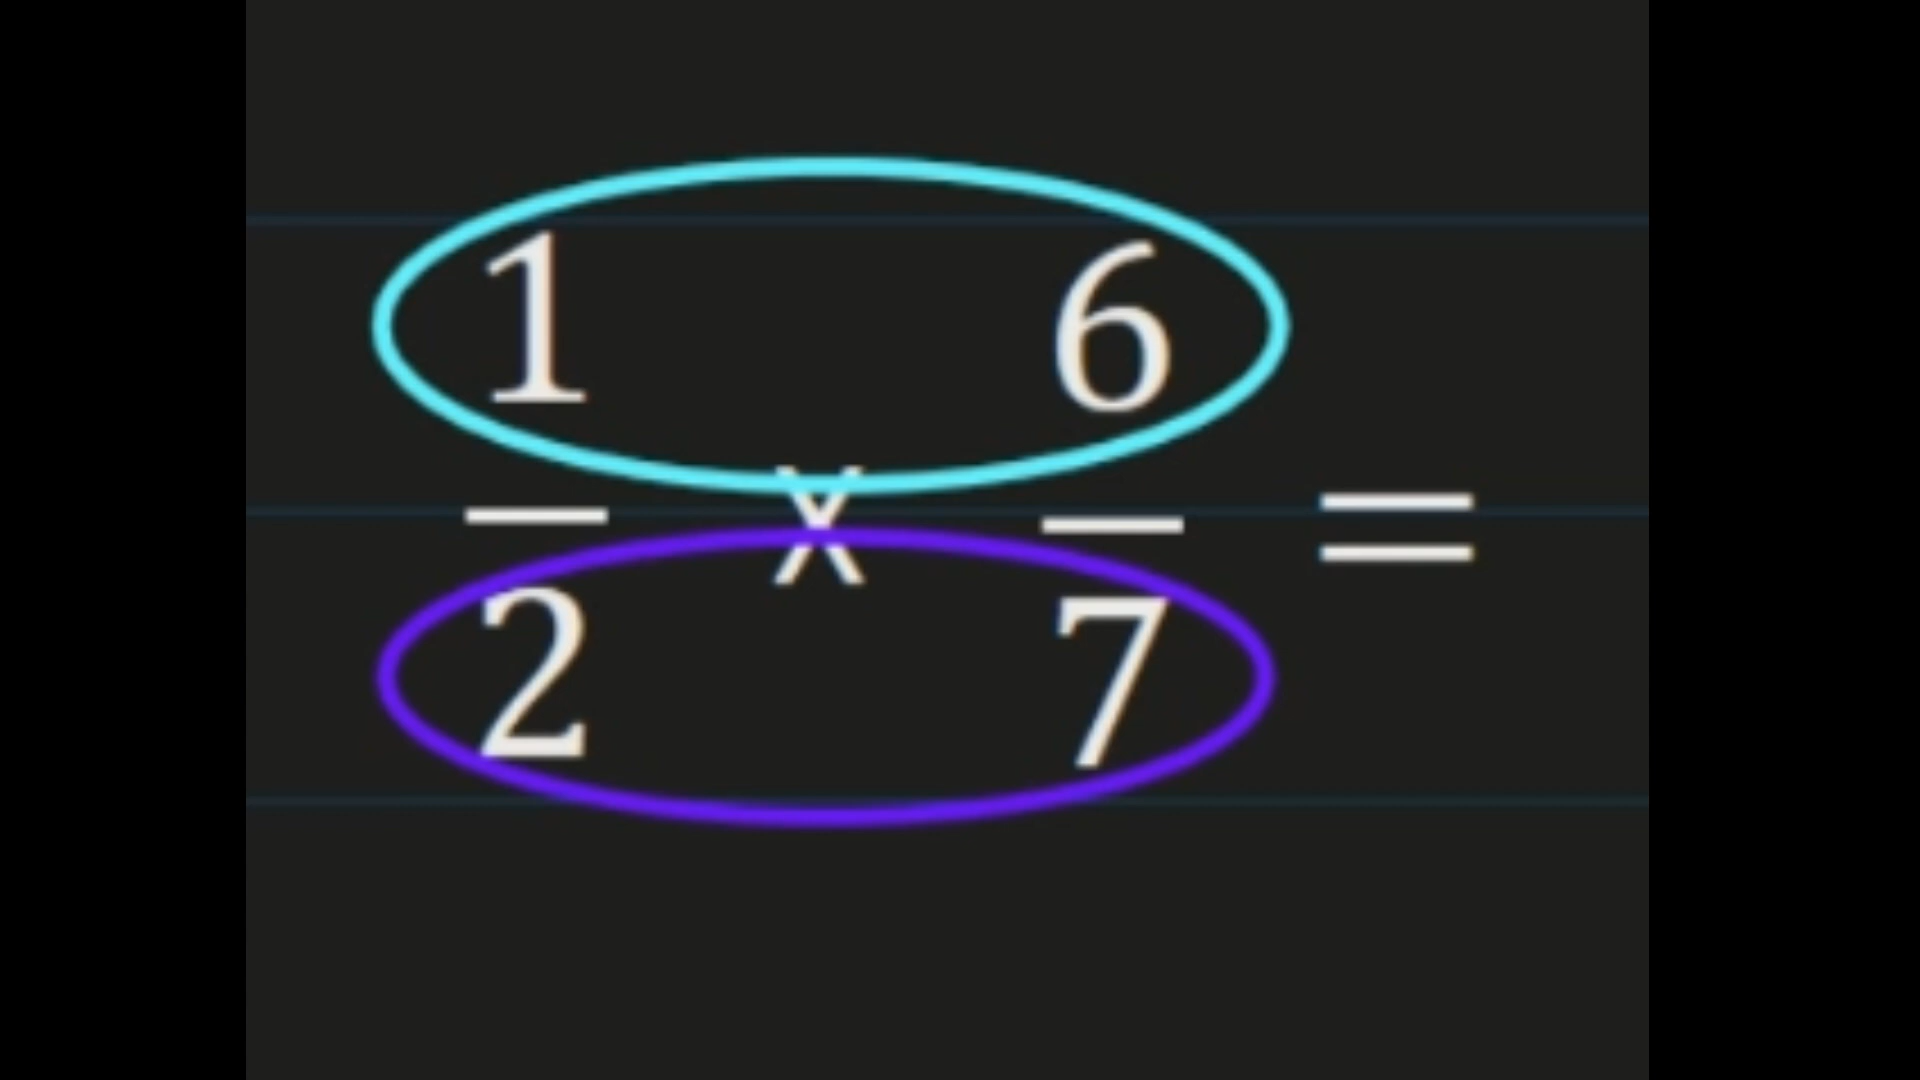 1 6
— x — =
2 7